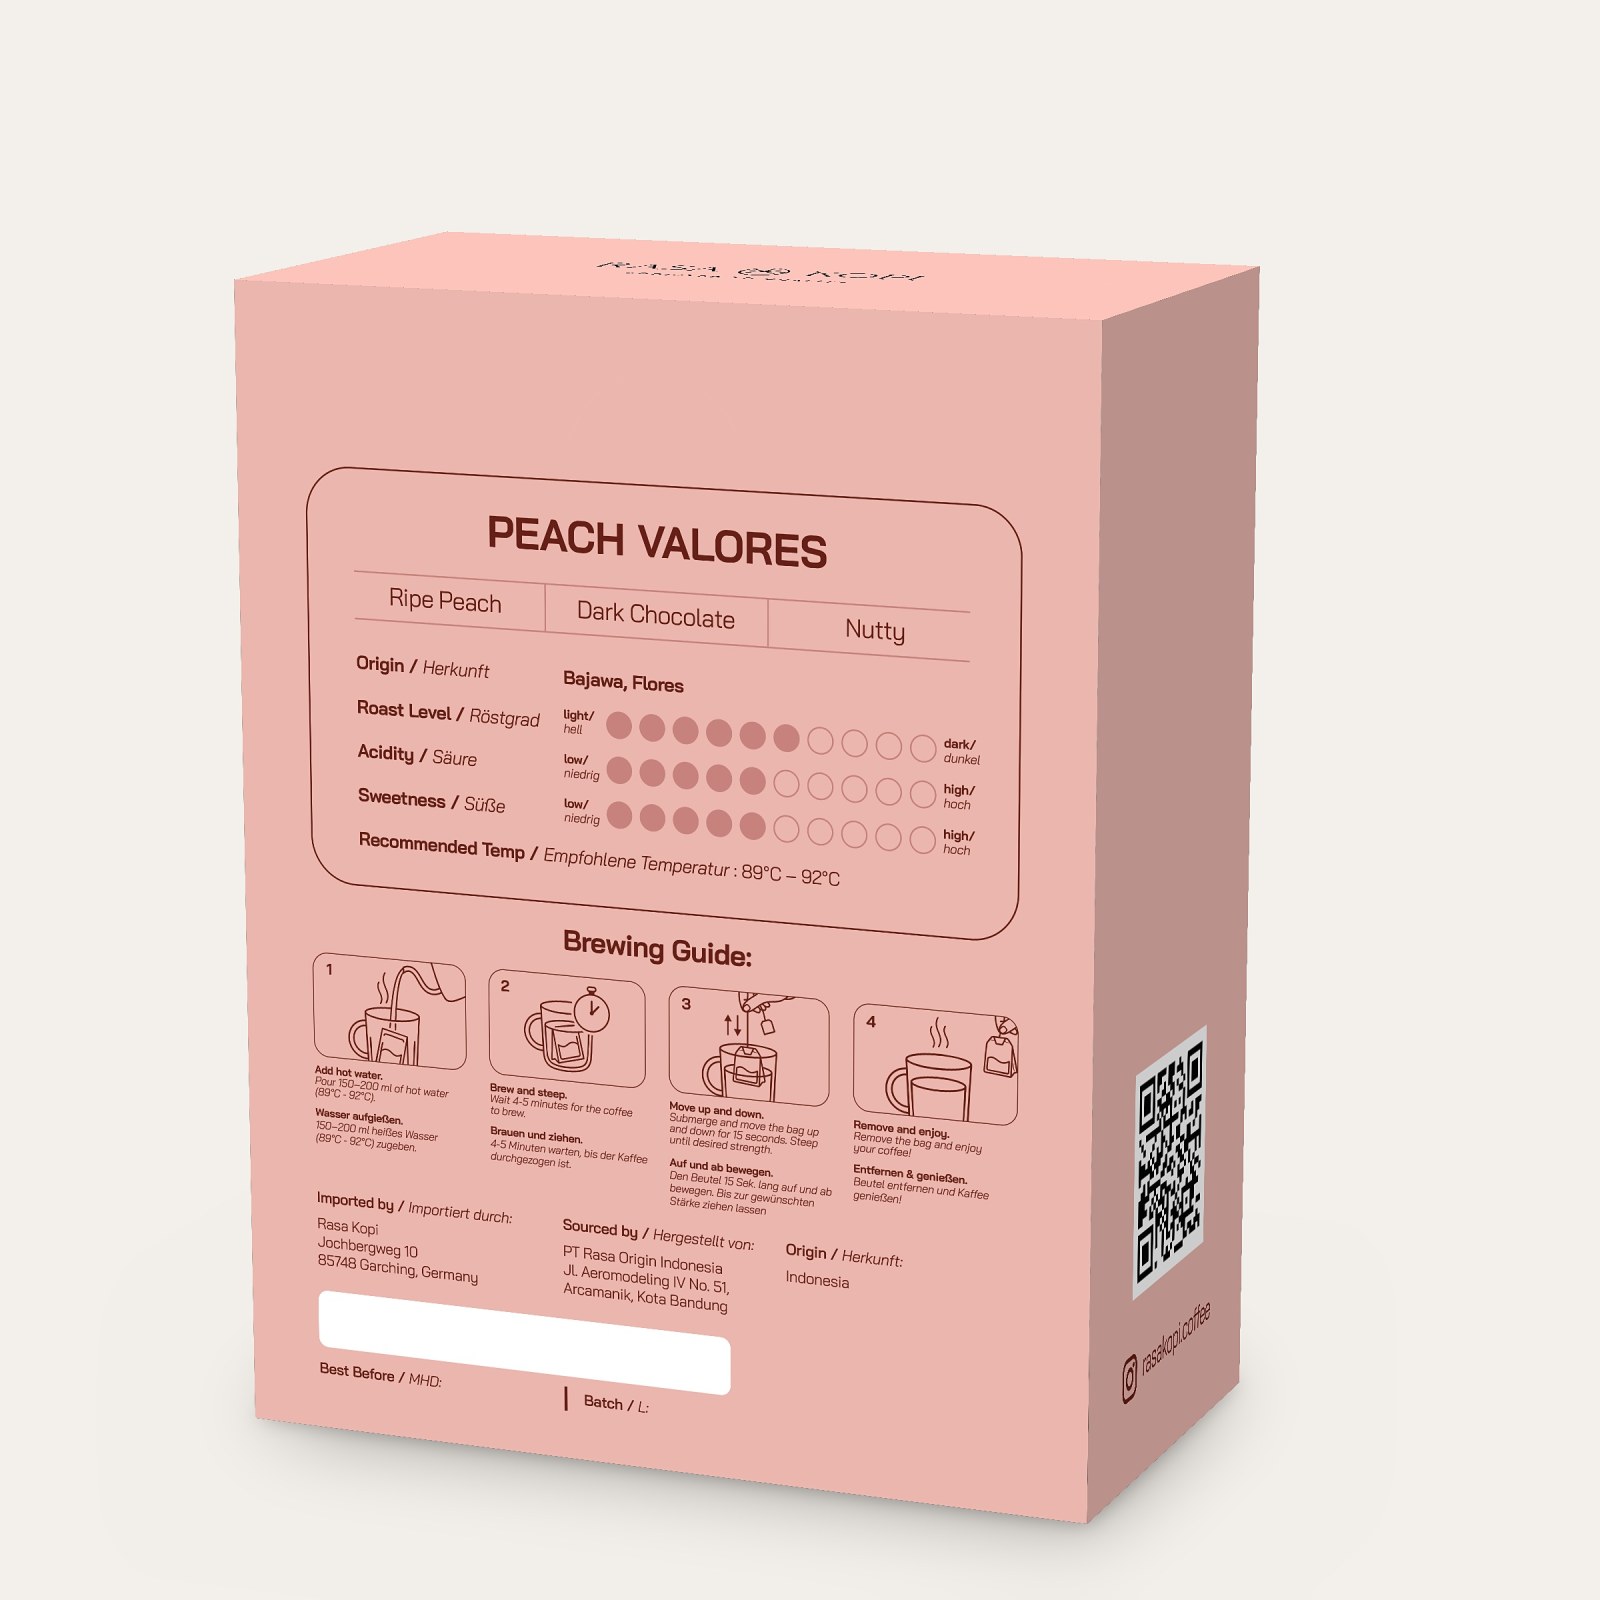 RASA KOPI
PEACH VALORES
Ripe Peach
Dark Chocolate
Nutty
Origin / Herkunft
Bajawa, Flores
Roast Level / Röstgrad
light/
hell
dark/
dunkel
Acidity / Säure
low/
niedrig
high/
hoch
Sweetness / Süße
low/
niedrig
high/
hoch
Recommended Temp / Empfohlene Temperatur : 89°C – 92°C
Brewing Guide:
1
Add hot water.
Pour 150–200 ml of hot water
(89°C - 92°C).
Wasser aufgießen.
150–200 ml heißes Wasser
(89°C - 92°C) zugeben.
2
Brew and steep.
Wait 4-5 minutes for the coffee
to brew.
Brauen und ziehen.
4-5 Minuten warten, bis der Kaffee
durchgezogen ist.
3
Move up and down.
Submerge and move the bag up
and down for 15 seconds. Steep
until desired strength.
Auf und ab bewegen.
Den Beutel 15 Sek. lang auf und ab
bewegen. Bis zur gewünschten
Stärke ziehen lassen
4
Remove and enjoy.
Remove the bag and enjoy
your coffee!
Entfernen & genießen.
Beutel entfernen und Kaffee
genießen!
Imported by / Importiert durch:
Rasa Kopi
Jochbergweg 10
85748 Garching, Germany
Sourced by / Hergestellt von:
PT Rasa Origin Indonesia
Jl. Aeromodeling IV No. 51,
Arcamanik, Kota Bandung
Origin / Herkunft:
Indonesia
Best Before / MHD:
Batch / L:
rasakopi.coffee